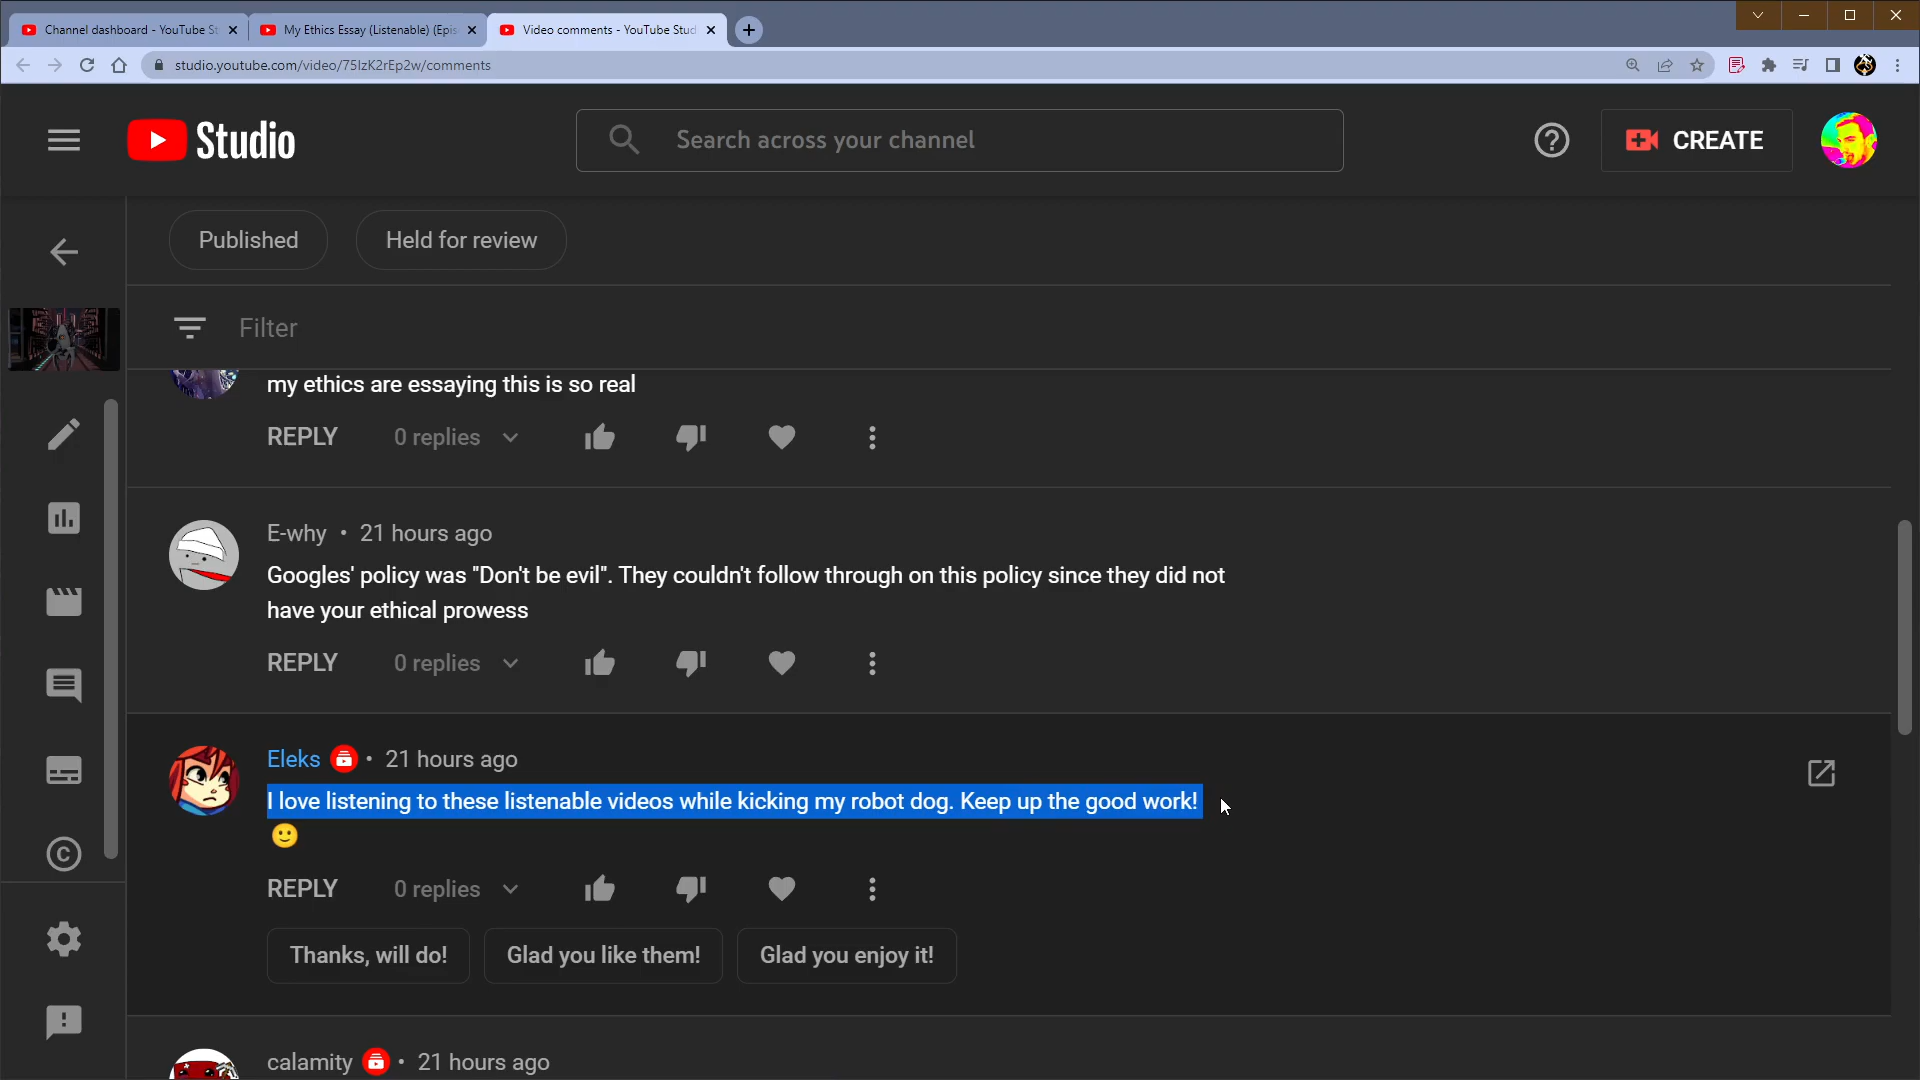 Channel dashboard - YouTube St
My Ethics Essay (Listenable) (Epis
Video comments - YouTube Stud
studio.youtube.com/video/75IzK2rEp2w/comments
Studio
Search across your channel
CREATE
Published
Held for review
Filter
my ethics are essaying this is so real
REPLY 0 replies
E-why • 21 hours ago
Googles' policy was "Don't be evil". They couldn't follow through on this policy since they did not
have your ethical prowess
REPLY 0 replies
Eleks • 21 hours ago
I love listening to these listenable videos while kicking my robot dog. Keep up the good work!
🙂
REPLY 0 replies
Thanks, will do! Glad you like them! Glad you enjoy it!
calamity • 21 hours ago